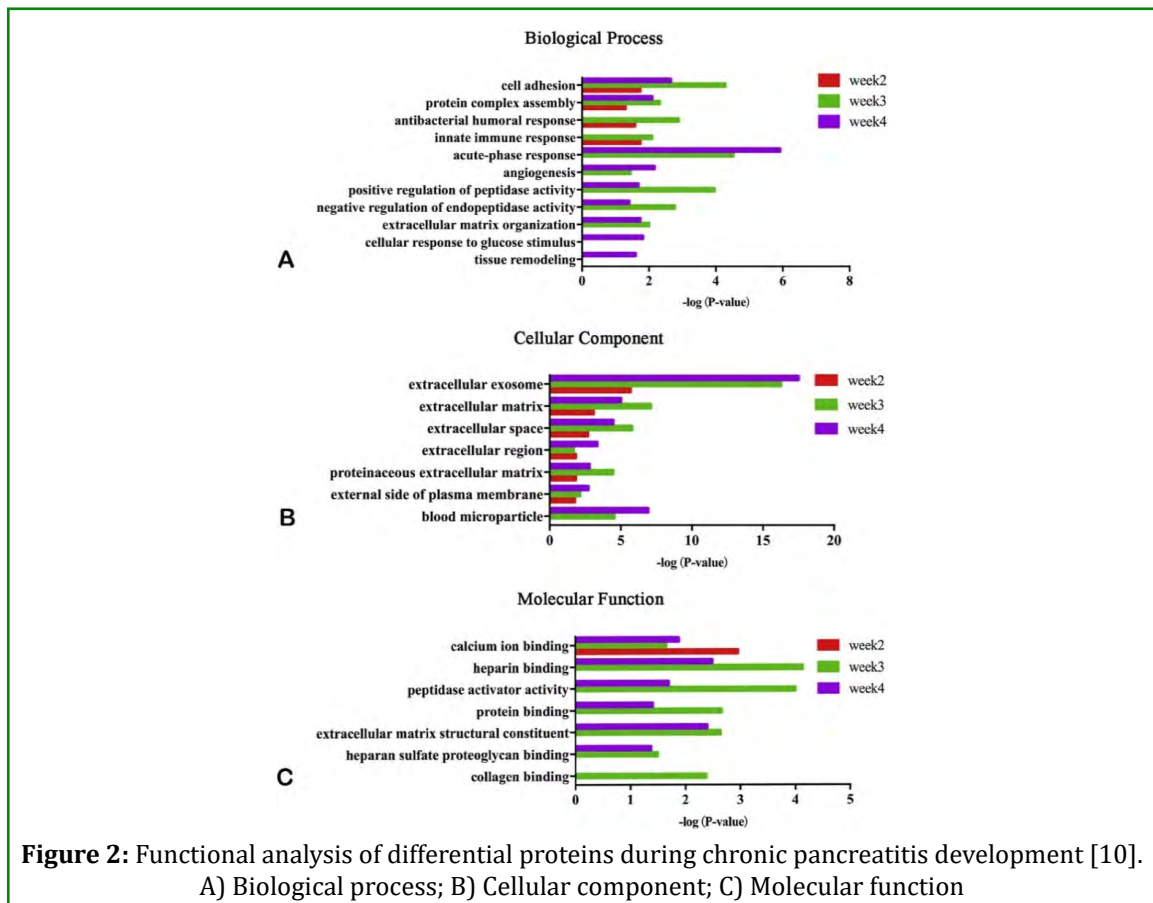 Biological Process
cell adhesion
protein complex assembly
antibacterial humoral response
innate immune response
acute-phase response
angiogenesis
positive regulation of peptidase activity
negative regulation of endopeptidase activity
extracellular matrix organization
cellular response to glucose stimulus
tissue remodeling
week2
week3
week4
A
0 2 4 6 8
-log (P-value)
Cellular Component
extracellular exosome
extracellular matrix
extracellular space
extracellular region
proteinaceous extracellular matrix
external side of plasma membrane
blood microparticle
week2
week3
week4
B
0 5 10 15 20
-log (P-value)
Molecular Function
calcium ion binding
heparin binding
peptidase activator activity
protein binding
extracellular matrix structural constituent
heparan sulfate proteoglycan binding
collagen binding
week2
week3
week4
C
0 1 2 3 4 5
-log (P-value)
Figure 2: Functional analysis of differential proteins during chronic pancreatitis development [10].
A) Biological process; B) Cellular component; C) Molecular function